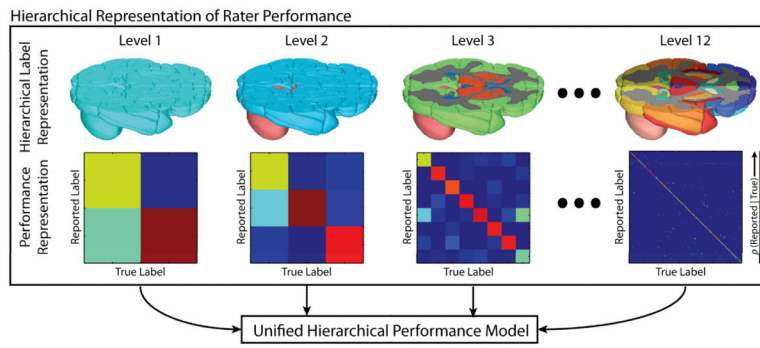 Hierarchical Representation of Rater Performance
Level 1
Level 2
Level 3
Level 12
Hierarchical Label
Representation
Performance
Representation
Reported Label
Reported Label
Reported Label
Reported Label
p (Reported | True)
True Label
True Label
True Label
True Label
Unified Hierarchical Performance Model